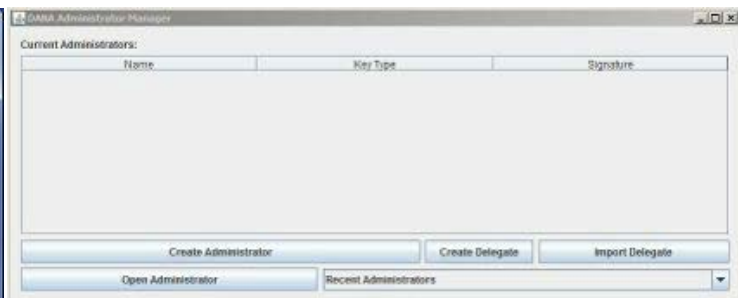 DANA Administrator Manager
Current Administrators:
Name Key Type Signature
Create Administrator Create Delegate Import Delegate
Open Administrator Recent Administrators